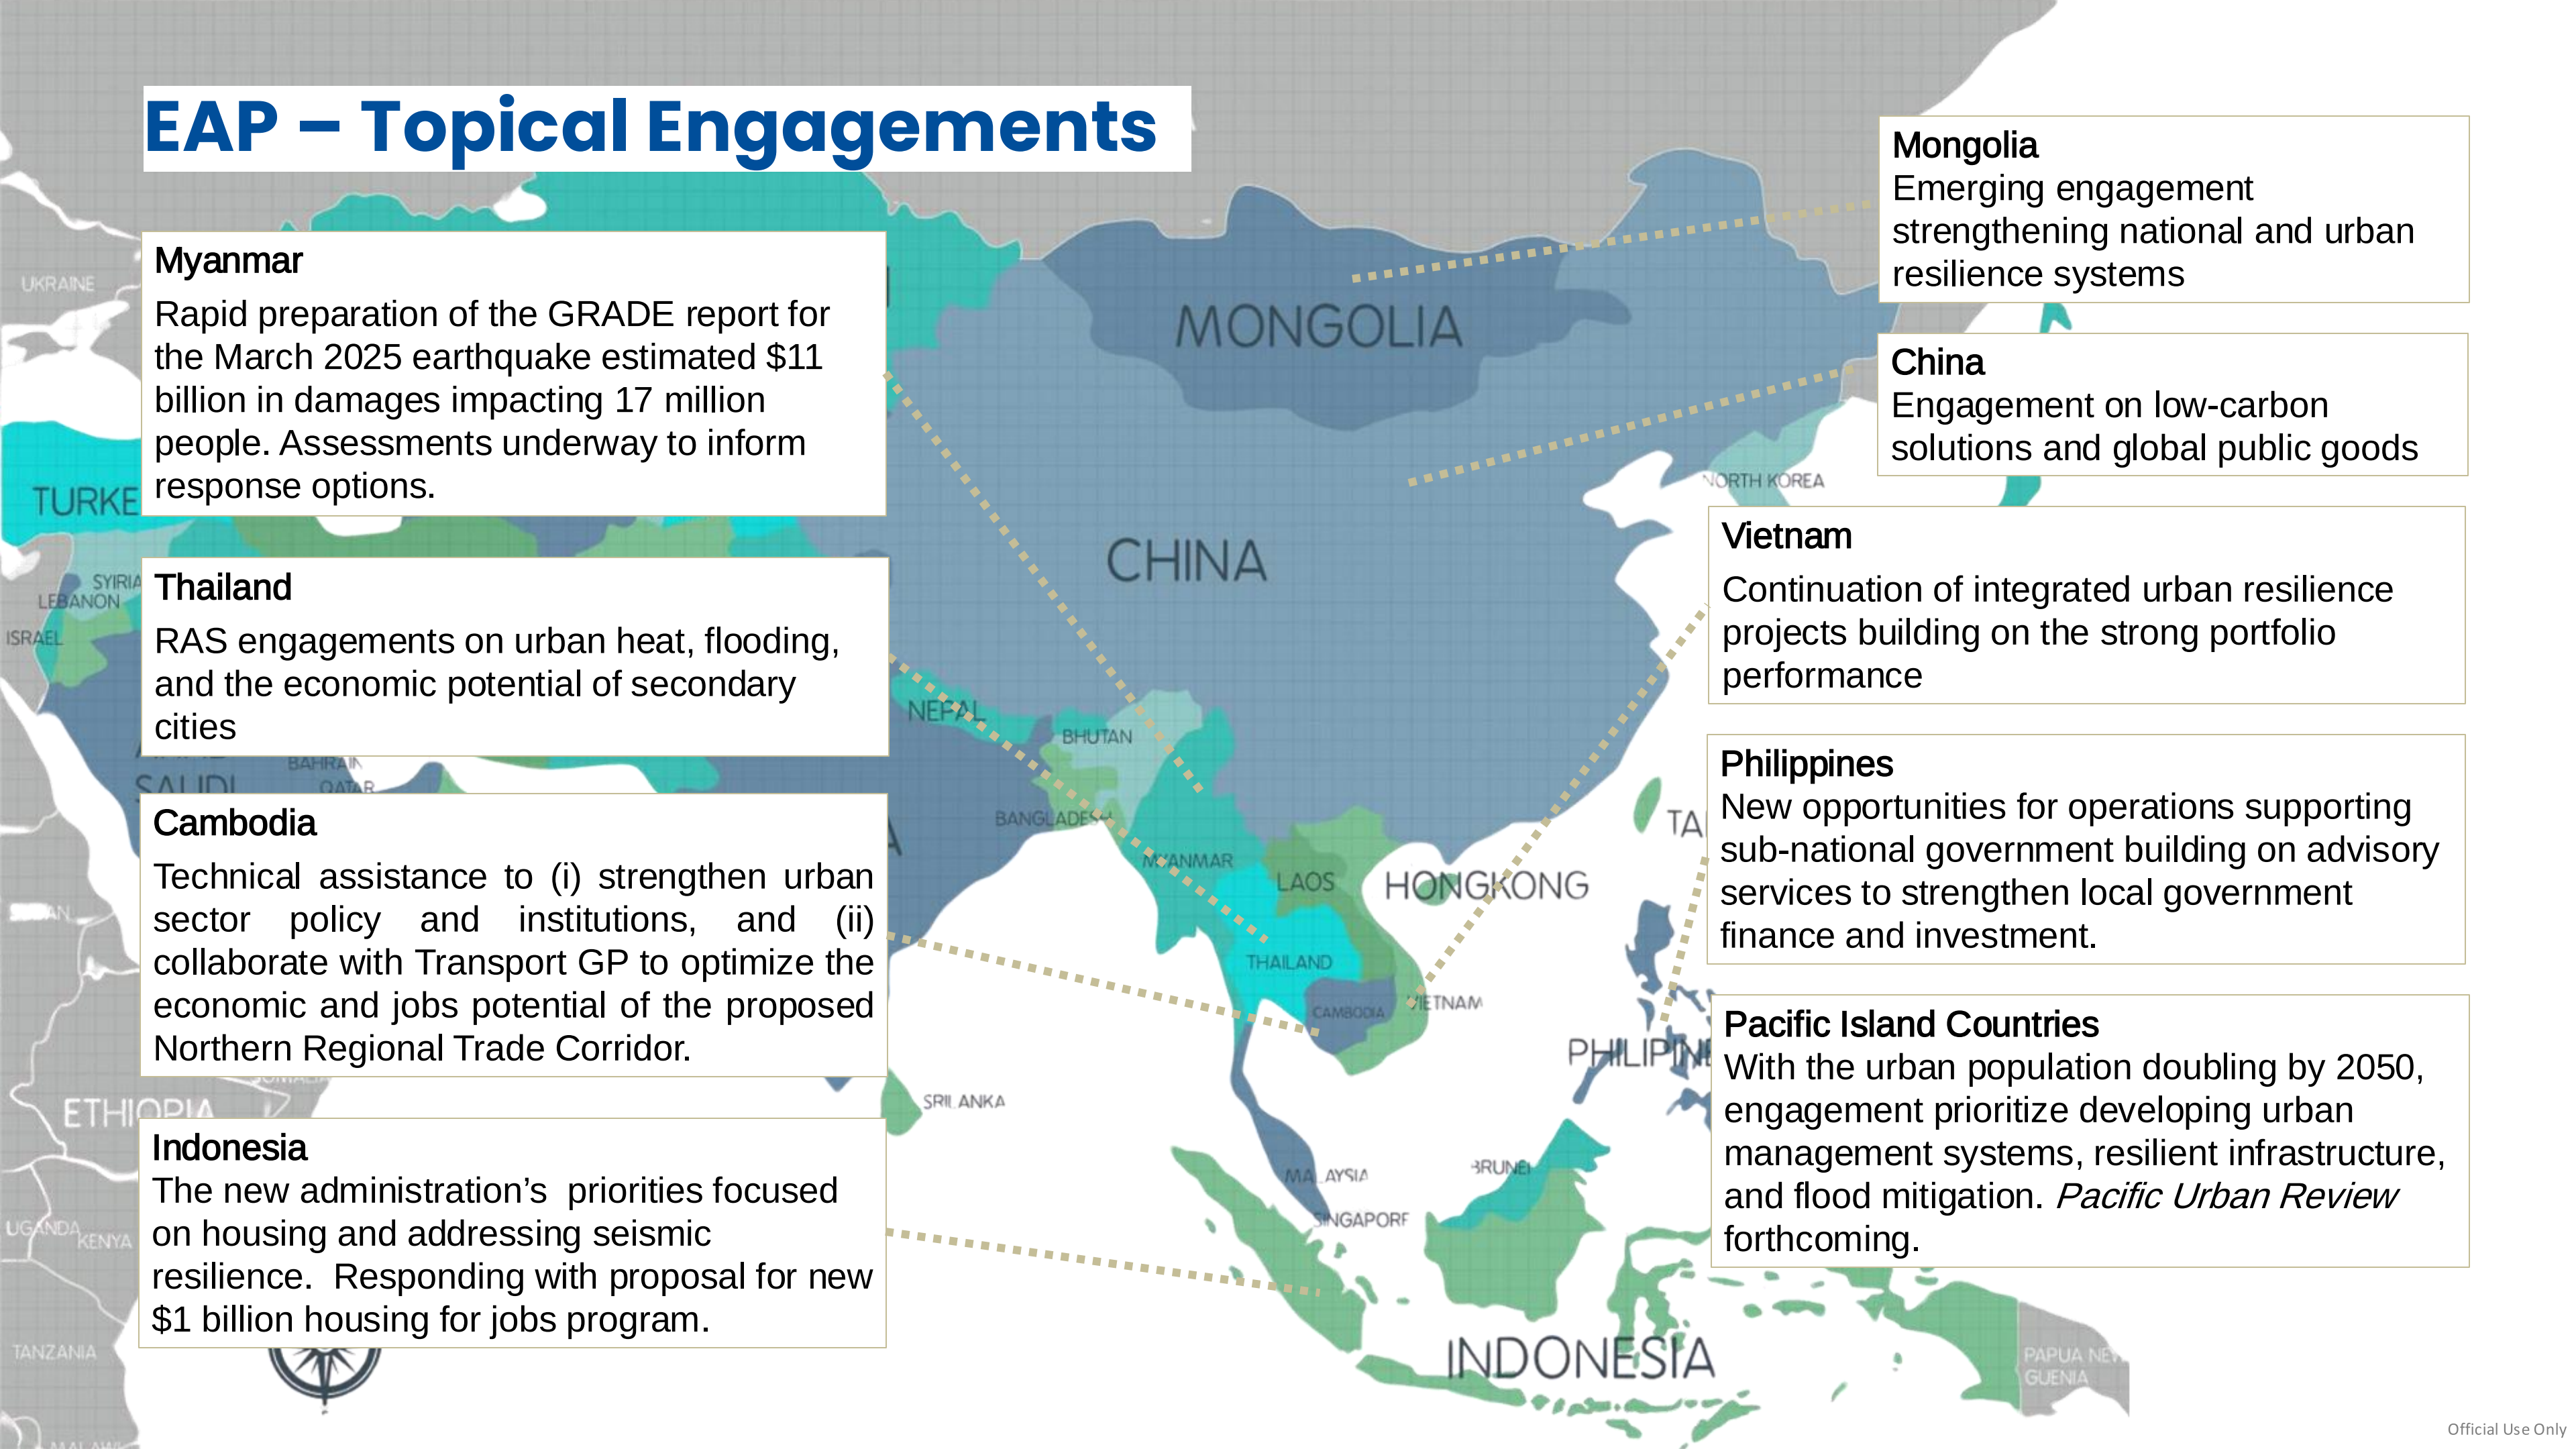 EAP – Topical Engagements
Myanmar
Rapid preparation of the GRADE report for
the March 2025 earthquake estimated $11
billion in damages impacting 17 million
people. Assessments underway to inform
response options.
Thailand
RAS engagements on urban heat, flooding,
and the economic potential of secondary
cities
Cambodia
Technical assistance to (i) strengthen urban
sector policy and institutions, and (ii)
collaborate with Transport GP to optimize the
economic and jobs potential of the proposed
Northern Regional Trade Corridor.
Indonesia
The new administration’s  priorities focused
on housing and addressing seismic
resilience.  Responding with proposal for new
$1 billion housing for jobs program.
Mongolia
Emerging engagement
strengthening national and urban
resilience systems
China
Engagement on low-carbon
solutions and global public goods
Vietnam
Continuation of integrated urban resilience
projects building on the strong portfolio
performance
Philippines
New opportunities for operations supporting
sub-national government building on advisory
services to strengthen local government
finance and investment.
Pacific Island Countries
With the urban population doubling by 2050,
engagement prioritize developing urban
management systems, resilient infrastructure,
and flood mitigation. Pacific Urban Review
forthcoming.
UKRAINE
TURKE
SYIRIA
LEBANON
ISRAEL
BAHRAIN
QATAR
SAUDI
ETHIOPIA
UGANDA
KENYA
TANZANIA
MONGOLIA
CHINA
NORTH KOREA
NEPAL
BHUTAN
BANGLADESH
MYANMAR
LAOS
HONGKONG
TA
THAILAND
CAMBODIA
VIETNAM
PHILIPINE
SRILANKA
MALAYSIA
SINGAPORE
BRUNEI
INDONESIA
PAPUA NEW
GUENIA
Official Use Only